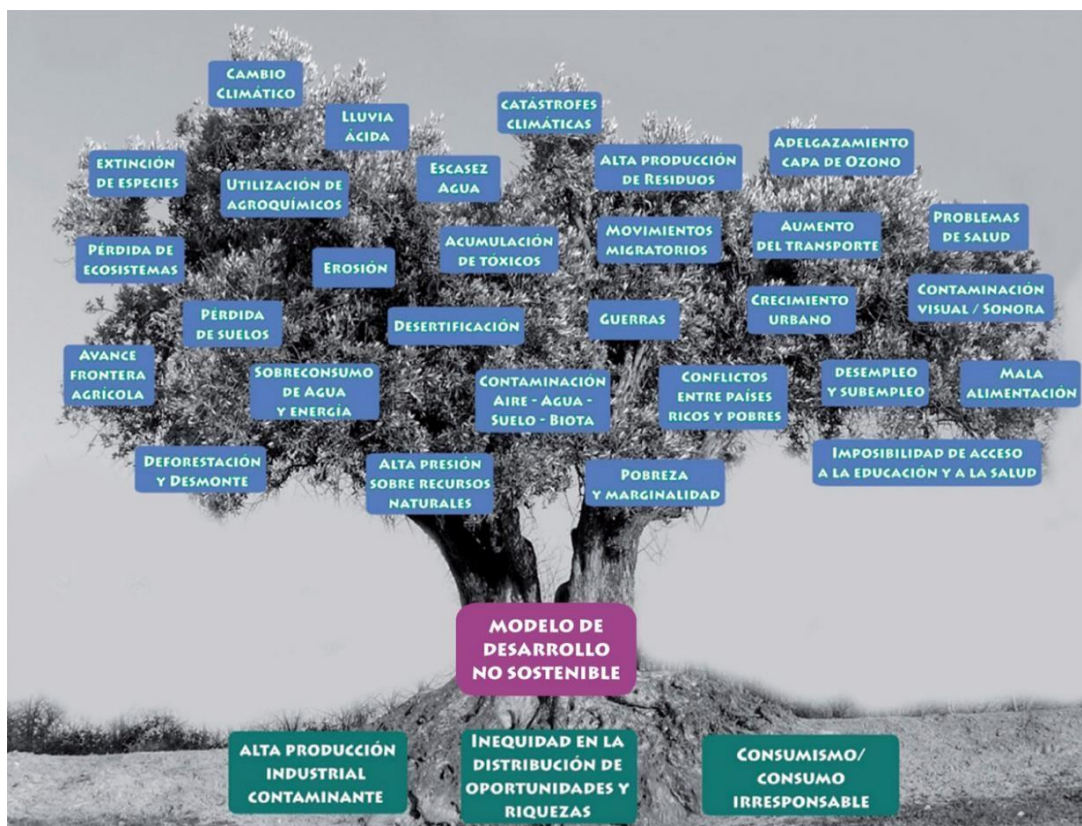 CAMBIO
CLIMÁTICO
LLUVIA
ÁCIDA
CATÁSTROFES
CLIMÁTICAS
ADELGAZAMIENTO
CAPA DE OZONO
EXTINCIÓN
DE ESPECIES
UTILIZACIÓN DE
AGROQUÍMICOS
ESCASEZ
AGUA
ALTA PRODUCCIÓN
DE RESIDUOS
PÉRDIDA DE
ECOSISTEMAS
EROSIÓN
ACUMULACIÓN
DE TÓXICOS
MOVIMIENTOS
MIGRATORIOS
AUMENTO
DEL TRANSPORTE
PROBLEMAS
DE SALUD
PÉRDIDA
DE SUELOS
DESERTIFICACIÓN
GUERRAS
CRECIMIENTO
URBANO
CONTAMINACIÓN
VISUAL / SONORA
AVANCE
FRONTERA
AGRÍCOLA
SOBRECONSUMO
DE AGUA
Y ENERGÍA
CONTAMINACIÓN
AIRE - AGUA -
SUELO - BIOTA
CONFLICTOS
ENTRE PAÍSES
RICOS Y POBRES
DESEMPLEO
Y SUBEMPLEO
MALA
ALIMENTACIÓN
DEFORESTACIÓN
Y DESMONTE
ALTA PRESIÓN
SOBRE RECURSOS
NATURALES
POBREZA
Y MARGINALIDAD
IMPOSIBILIDAD DE ACCESO
A LA EDUCACIÓN Y A LA SALUD
MODELO DE
DESARROLLO
NO SOSTENIBLE
ALTA PRODUCCIÓN
INDUSTRIAL
CONTAMINANTE
INEQUIDAD EN LA
DISTRIBUCIÓN DE
OPORTUNIDADES Y
RIQUEZAS
CONSUMISMO/
CONSUMO
IRRESPONSABLE